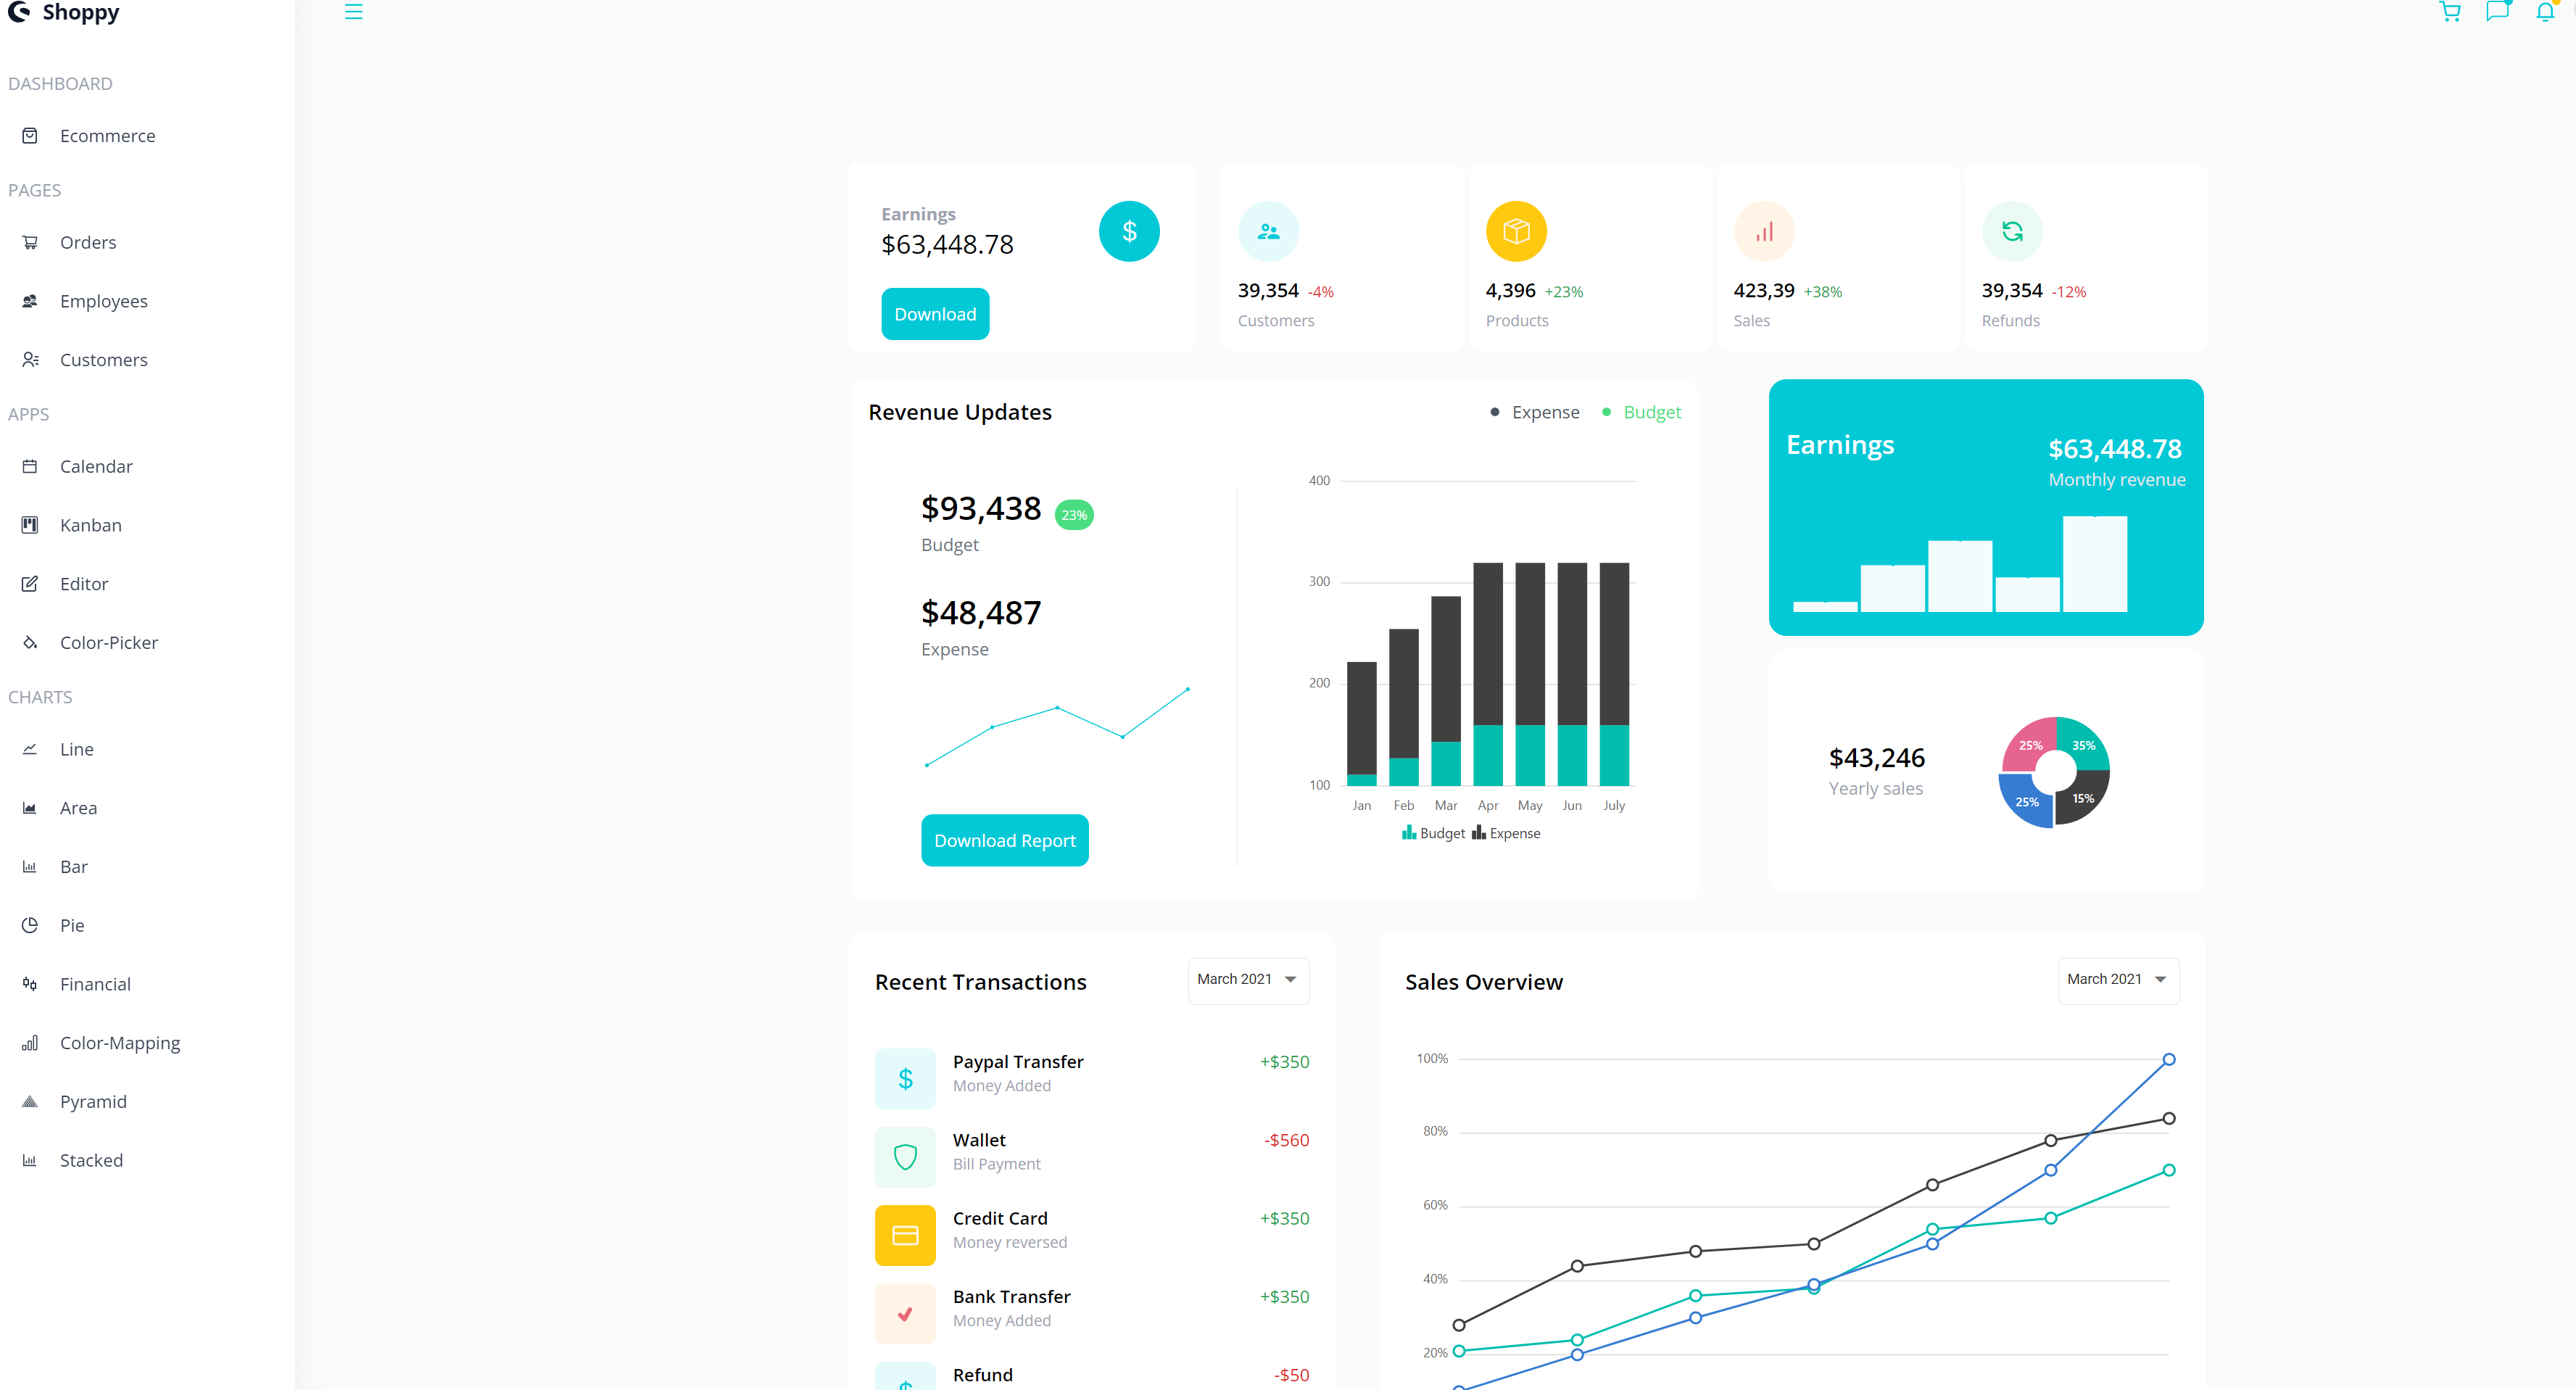 Shoppy
DASHBOARD
Ecommerce
PAGES
Orders
Employees
Customers
APPS
Calendar
Kanban
Editor
Color-Picker
CHARTS
Line
Area
Bar
Pie
Financial
Color-Mapping
Pyramid
Stacked
Earnings
$63,448.78
$
Download
39,354 -4%
Customers
4,396 +23%
Products
423,39 +38%
Sales
39,354 -12%
Refunds
Revenue Updates
Expense Budget
$93,438 23%
Budget
$48,487
Expense
Download Report
400
300
200
100
Jan Feb Mar Apr May Jun July
Budget Expense
Earnings
$63,448.78
Monthly revenue
$43,246
Yearly sales
25% 35%
25% 15%
Recent Transactions
March 2021
$
Paypal Transfer +$350
Money Added
Wallet -$560
Bill Payment
Credit Card +$350
Money reversed
Bank Transfer +$350
Money Added
Refund -$50
Sales Overview
March 2021
100%
80%
60%
40%
20%